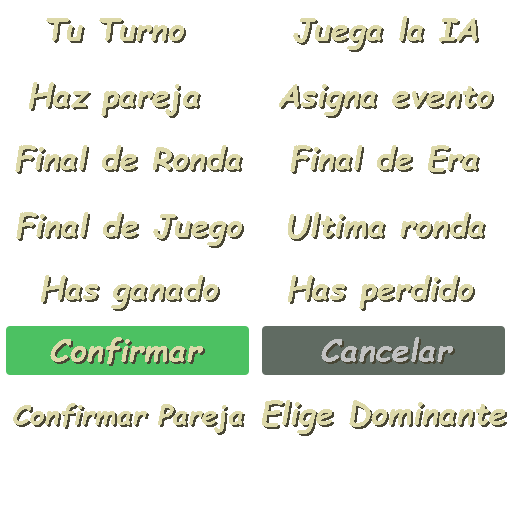 Tu Turno
Juega la IA
Haz pareja
Asigna evento
Final de Ronda
Final de Era
Final de Juego
Ultima ronda
Has ganado
Has perdido
Confirmar
Cancelar
Confirmar Pareja
Elige Dominante